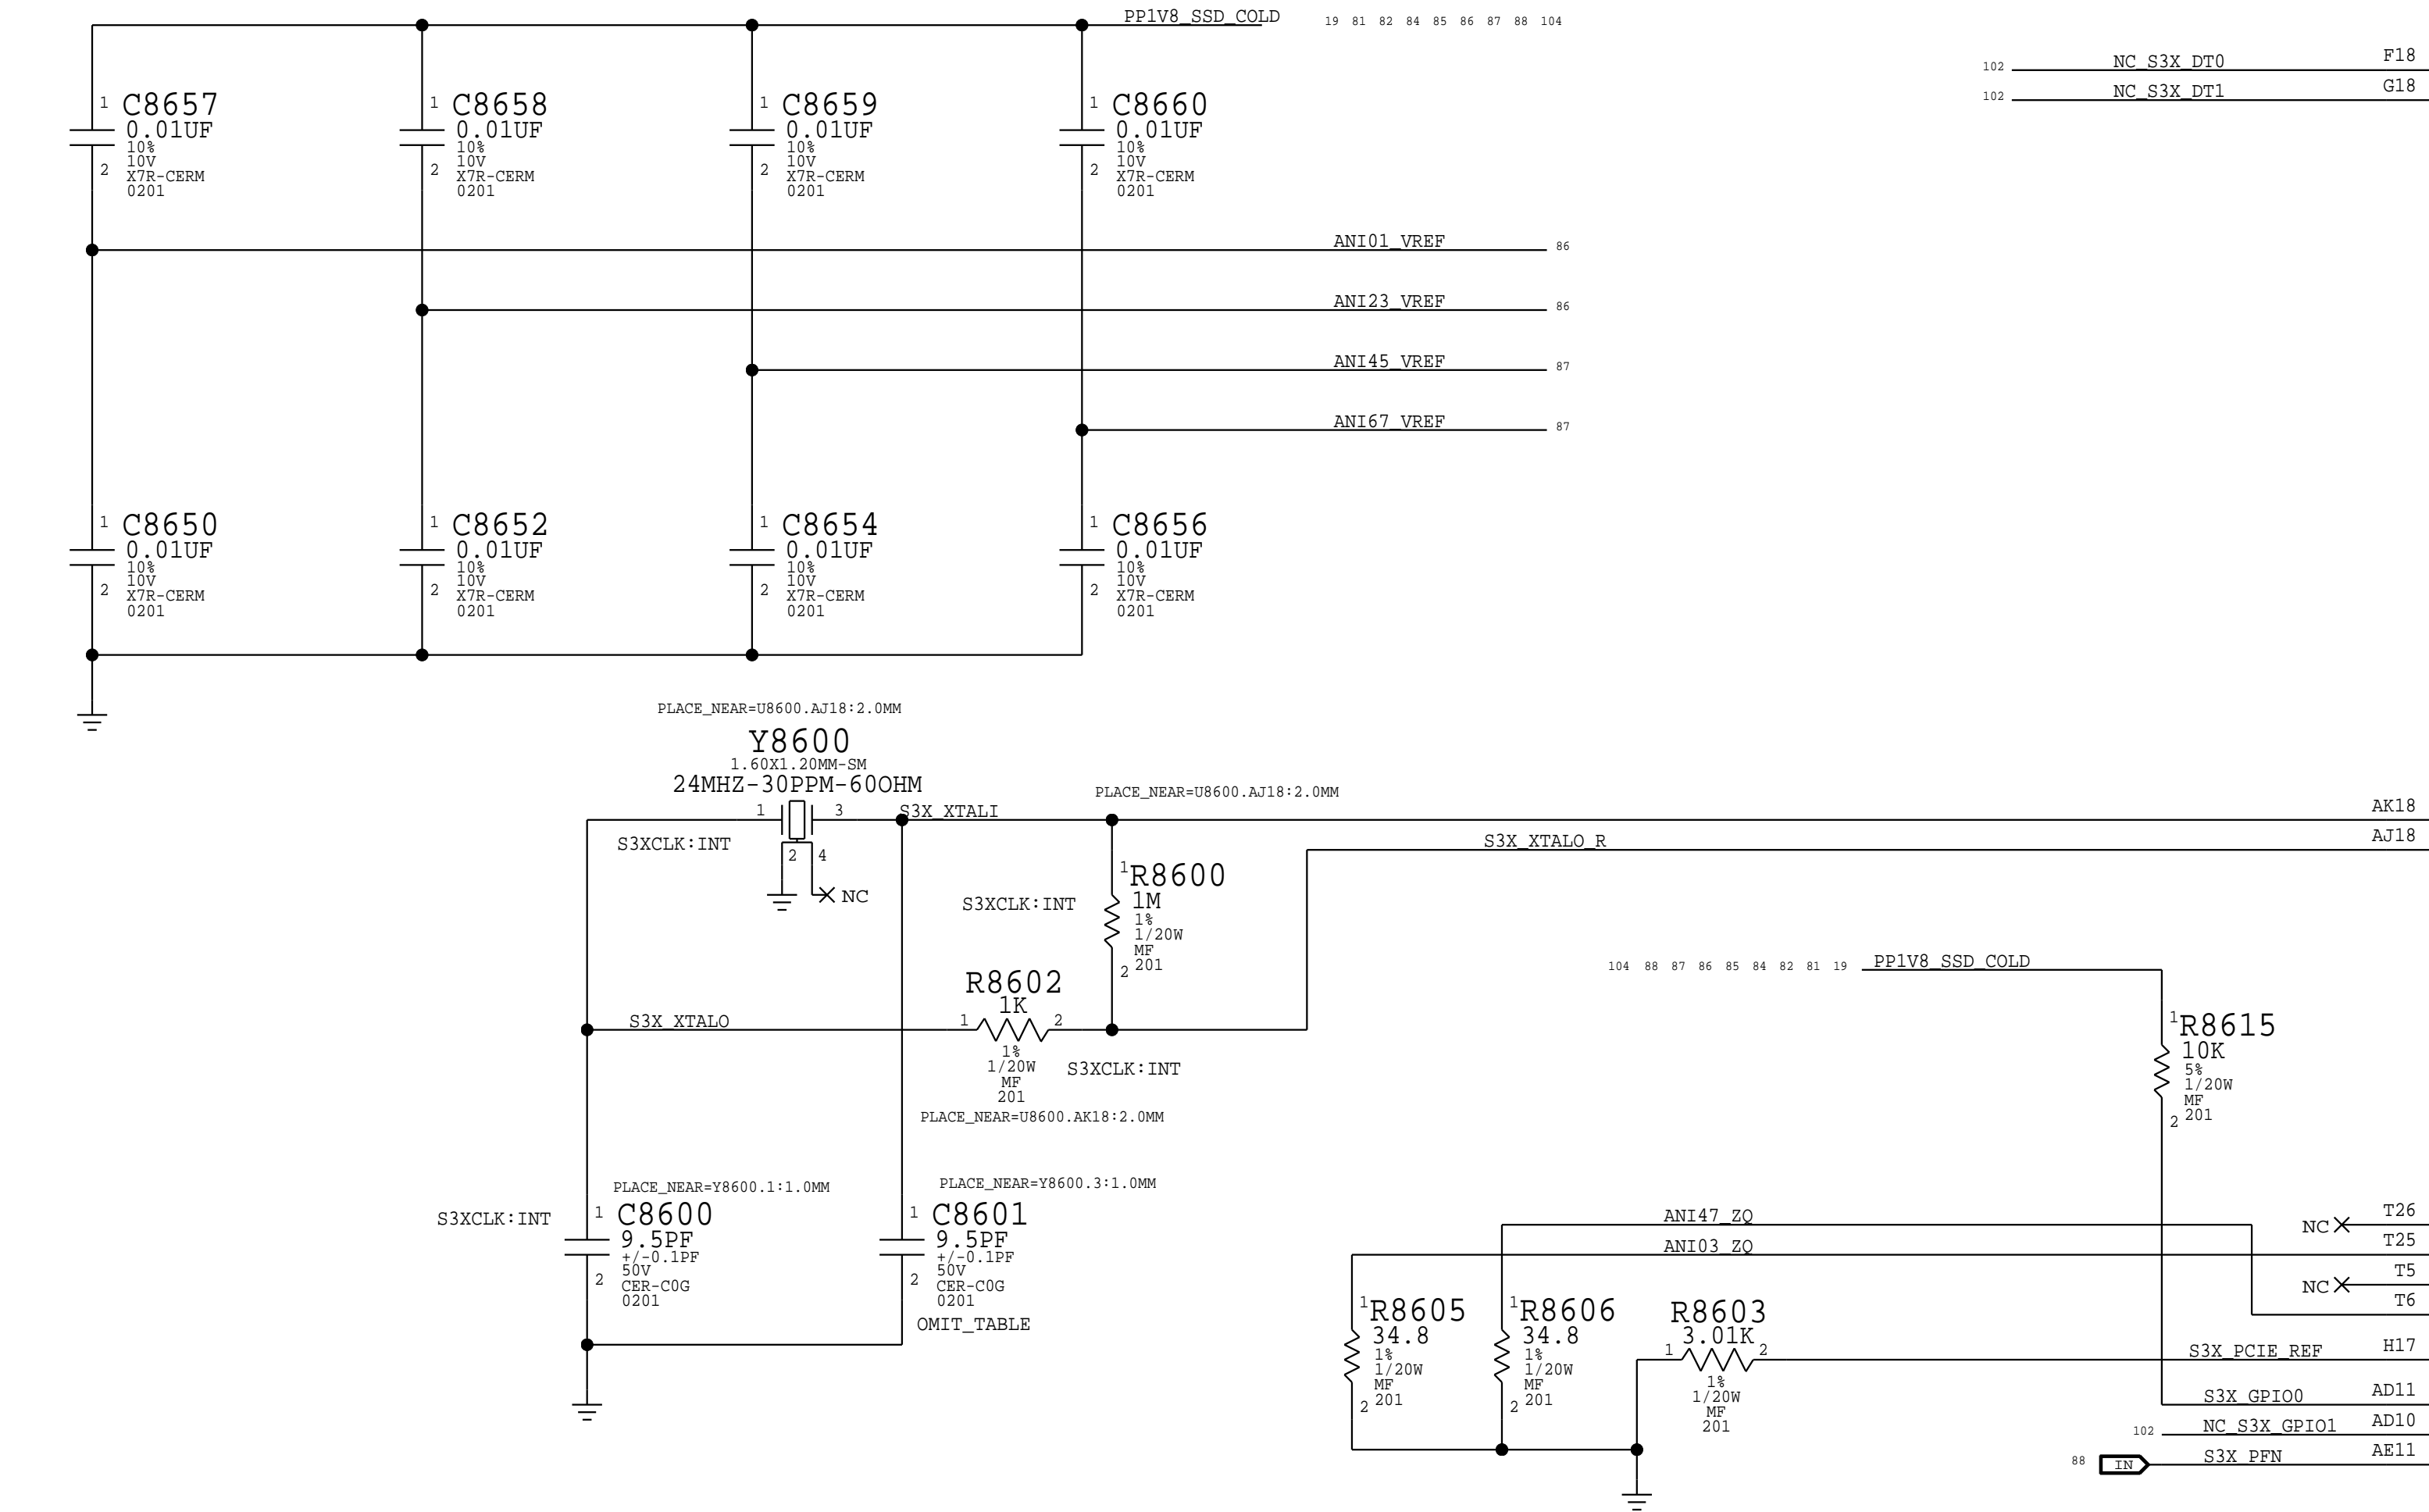 PP1V8_SSD_COLD 19 81 82 84 85 86 87 88 104
102 NC_S3X_DT0 F18
102 NC_S3X_DT1 G18
1 C8657
0.01UF
10%
10V
2 X7R-CERM
0201
1 C8658
0.01UF
10%
10V
2 X7R-CERM
0201
1 C8659
0.01UF
10%
10V
2 X7R-CERM
0201
1 C8660
0.01UF
10%
10V
2 X7R-CERM
0201
ANI01_VREF 86
ANI23_VREF 86
ANI45_VREF 87
ANI67_VREF 87
1 C8650
0.01UF
10%
10V
2 X7R-CERM
0201
1 C8652
0.01UF
10%
10V
2 X7R-CERM
0201
1 C8654
0.01UF
10%
10V
2 X7R-CERM
0201
1 C8656
0.01UF
10%
10V
2 X7R-CERM
0201
PLACE_NEAR=U8600.AJ18:2.0MM
Y8600
1.60X1.20MM-SM
24MHZ-30PPM-60OHM
1 3 S3X_XTALI
S3XCLK:INT
2 4
NC
PLACE_NEAR=U8600.AJ18:2.0MM
AK18
S3X_XTALO_R AJ18
1 R8600
S3XCLK:INT 1M
1%
1/20W
MF
2 201
R8602
1K
S3X_XTALO 1 2
1%
1/20W
MF
201
S3XCLK:INT
PLACE_NEAR=U8600.AK18:2.0MM
104 88 87 86 85 84 82 81 19 PP1V8_SSD_COLD
1 R8615
10K
5%
1/20W
MF
2 201
PLACE_NEAR=Y8600.1:1.0MM
S3XCLK:INT 1 C8600
9.5PF
+/-0.1PF
50V
2 CER-C0G
0201
PLACE_NEAR=Y8600.3:1.0MM
1 C8601
9.5PF
+/-0.1PF
50V
2 CER-C0G
0201
OMIT_TABLE
ANI47_ZQ NC T26
ANI03_ZQ T25
NC T5
T6
1 R8605
34.8
1%
1/20W
MF
2 201
1 R8606
34.8
1%
1/20W
MF
2 201
R8603
3.01K
1 2
1%
1/20W
MF
201
S3X_PCIE_REF H17
S3X_GPIO0 AD11
102 NC_S3X_GPIO1 AD10
88 IN S3X_PFN AE11